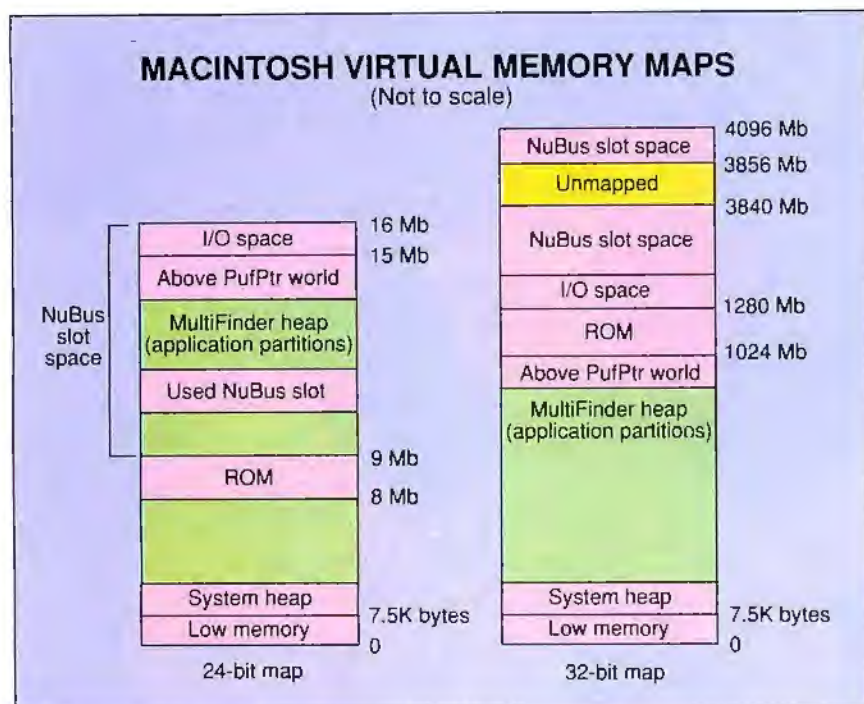 MACINTOSH VIRTUAL MEMORY MAPS
(Not to scale)
NuBus
slot
space
16 Mb
I/O space
15 Mb
Above PufPtr world
MultiFinder heap
(application partitions)
Used NuBus slot
9 Mb
ROM
8 Mb
System heap
7.5K bytes
Low memory
0
24-bit map
4096 Mb
NuBus slot space
3856 Mb
Unmapped
3840 Mb
NuBus slot space
I/O space
1280 Mb
ROM
1024 Mb
Above PufPtr world
MultiFinder heap
(application partitions)
System heap
7.5K bytes
Low memory
0
32-bit map